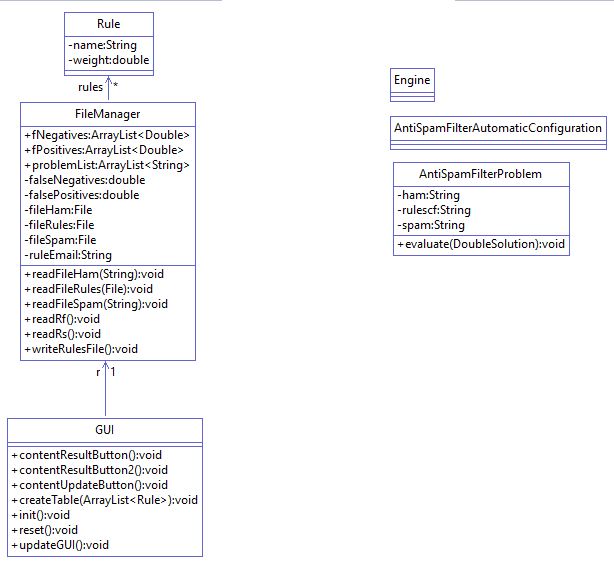 Rule
-name:String
-weight:double
rules *
FileManager
+fNegatives:ArrayList<Double>
+fPositives:ArrayList<Double>
+problemList:ArrayList<String>
-falseNegatives:double
-falsePositives:double
-fileHam:File
-fileRules:File
-fileSpam:File
-ruleEmail:String
+readFileHam(String):void
+readFileRules(File):void
+readFileSpam(String):void
+readRf():void
+readRs():void
+writeRulesFile():void
r 1
GUI
+contentResultButton():void
+contentResultButton2():void
+contentUpdateButton():void
+createTable(ArrayList<Rule>):void
+init():void
+reset():void
+updateGUI():void
Engine
AntiSpamFilterAutomaticConfiguration
AntiSpamFilterProblem
-ham:String
-rulescf:String
-spam:String
+evaluate(DoubleSolution):void